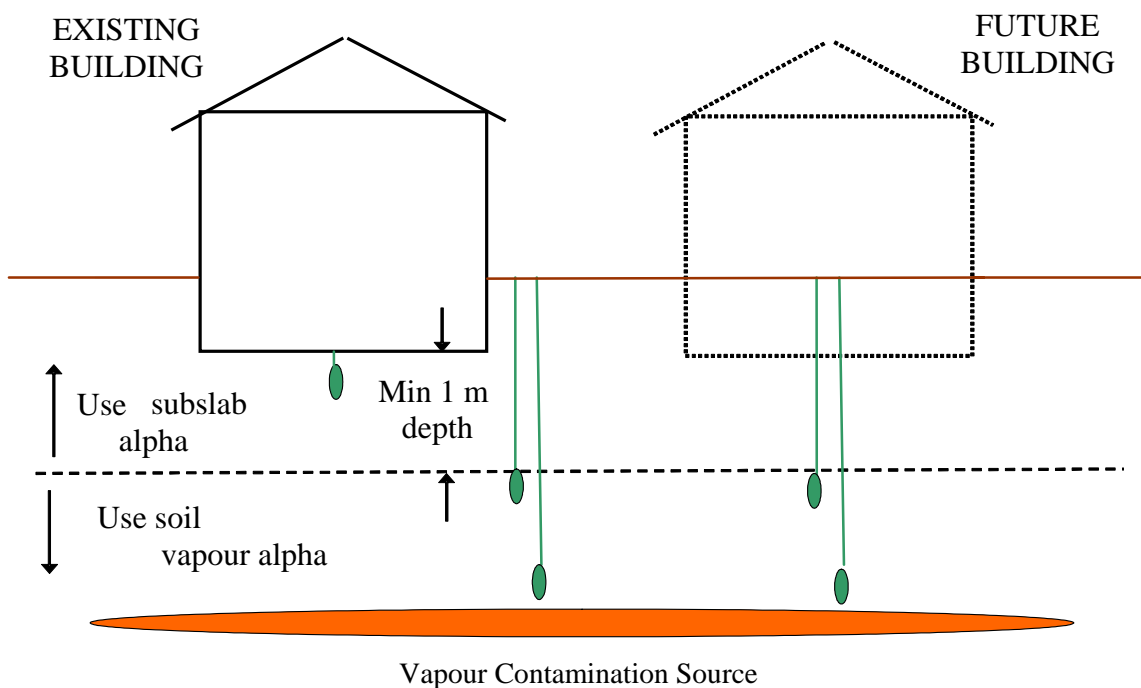 EXISTING
BUILDING
FUTURE
BUILDING
Use subslab
alpha
Min 1 m
depth
Use soil
vapour alpha
Vapour Contamination Source